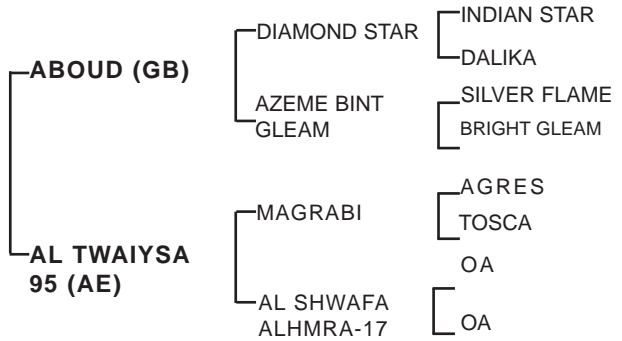 INDIAN STAR
DIAMOND STAR
DALIKA
ABOUD (GB)
SILVER FLAME
AZEME BINT
GLEAM
BRIGHT GLEAM
AGRES
MAGRABI
TOSCA
AL TWAIYSA
95 (AE)
OA
AL SHWAFA
ALHMRA-17
OA